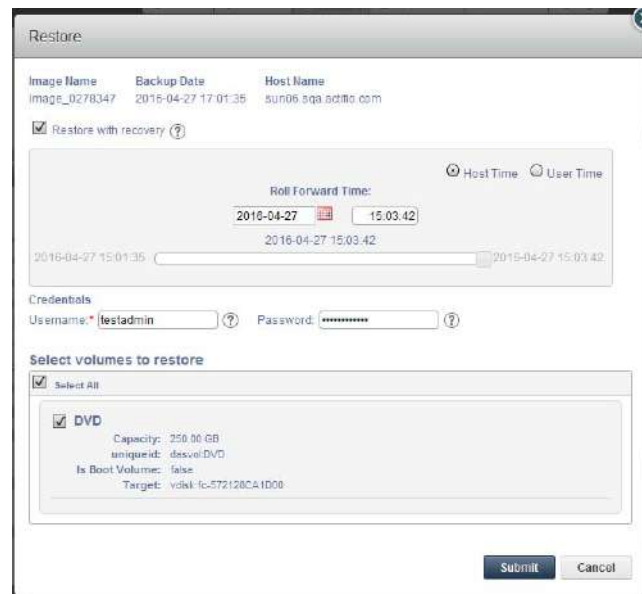 Restore
Image Name Backup Date Host Name
image_0278347 2016-04-27 17:01:35 sun06.sqa.actifio.com
Restore with recovery (?)
Host Time User Time
Roll Forward Time:
2016-04-27 15:03:42
2016-04-27 15:03:42
2016-04-27 15:01:35 2016-04-27 15:03:42
Credentials
Username:* testadmin (?) Password: •••••••••••• (?)
Select volumes to restore
Select All
DVD
Capacity: 250.00 GB
uniqueid: dasvol:DVD
Is Boot Volume: false
Target: vdisk:fc-572128CA1D00
Submit Cancel